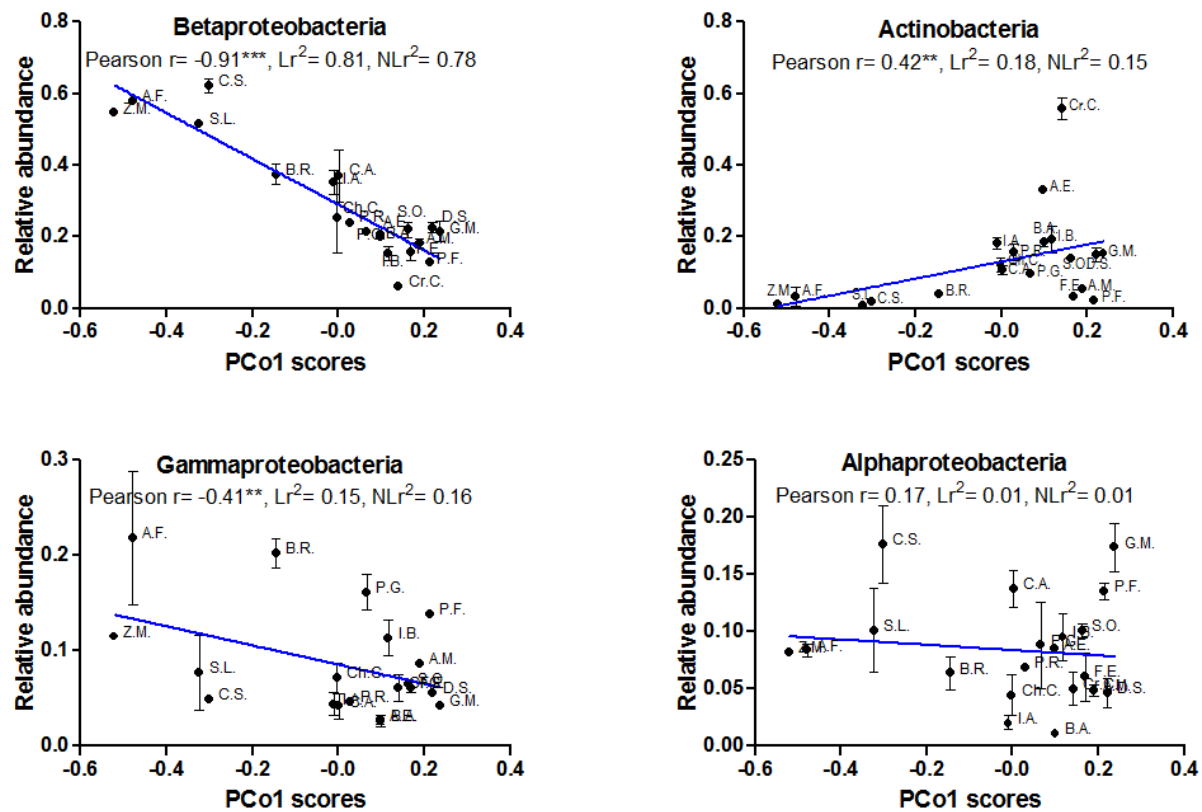 Betaproteobacteria
Pearson r= -0.91***, Lr²= 0.81, NLr²= 0.78
Relative abundance
0.8
0.6
0.4
0.2
0.0
C.S.
A.F.
Z.M.
S.L.
B.R.
C.A.
I.A.
Ch.C.
P.R.
A.E.
S.O.
D.S.
G.M.
P.G.
B.A.
A.M.
F.E.
I.B.
P.F.
Cr.C.
-0.6 -0.4 -0.2 -0.0 0.2 0.4
PCo1 scores
Actinobacteria
Pearson r= 0.42**, Lr²= 0.18, NLr²= 0.15
Relative abundance
0.8
0.6
0.4
0.2
0.0
Cr.C.
A.E.
B.A.
I.B.
I.A.
P.R.
G.M.
Ch.C.
C.A.
P.G.
S.O.
D.S.
Z.M.
A.F.
S.L.
C.S.
B.R.
F.E.
A.M.
P.F.
-0.6 -0.4 -0.2 -0.0 0.2 0.4
PCo1 scores
Gammaproteobacteria
Pearson r= -0.41**, Lr²= 0.15, NLr²= 0.16
Relative abundance
0.3
0.2
0.1
0.0
A.F.
B.R.
P.G.
P.F.
Z.M.
I.B.
A.M.
S.L.
C.S.
Ch.C.
S.O.
D.S.
P.R.
C.A.
G.M.
-0.6 -0.4 -0.2 -0.0 0.2 0.4
PCo1 scores
Alphaproteobacteria
Pearson r= 0.17, Lr²= 0.01, NLr²= 0.01
Relative abundance
0.25
0.20
0.15
0.10
0.05
0.00
C.S.
G.M.
C.A.
P.F.
S.L.
S.O.
I.B.
Z.M.
A.F.
A.E.
B.R.
P.R.
F.E.
Ch.C.
D.S.
I.A.
B.A.
-0.6 -0.4 -0.2 -0.0 0.2 0.4
PCo1 scores